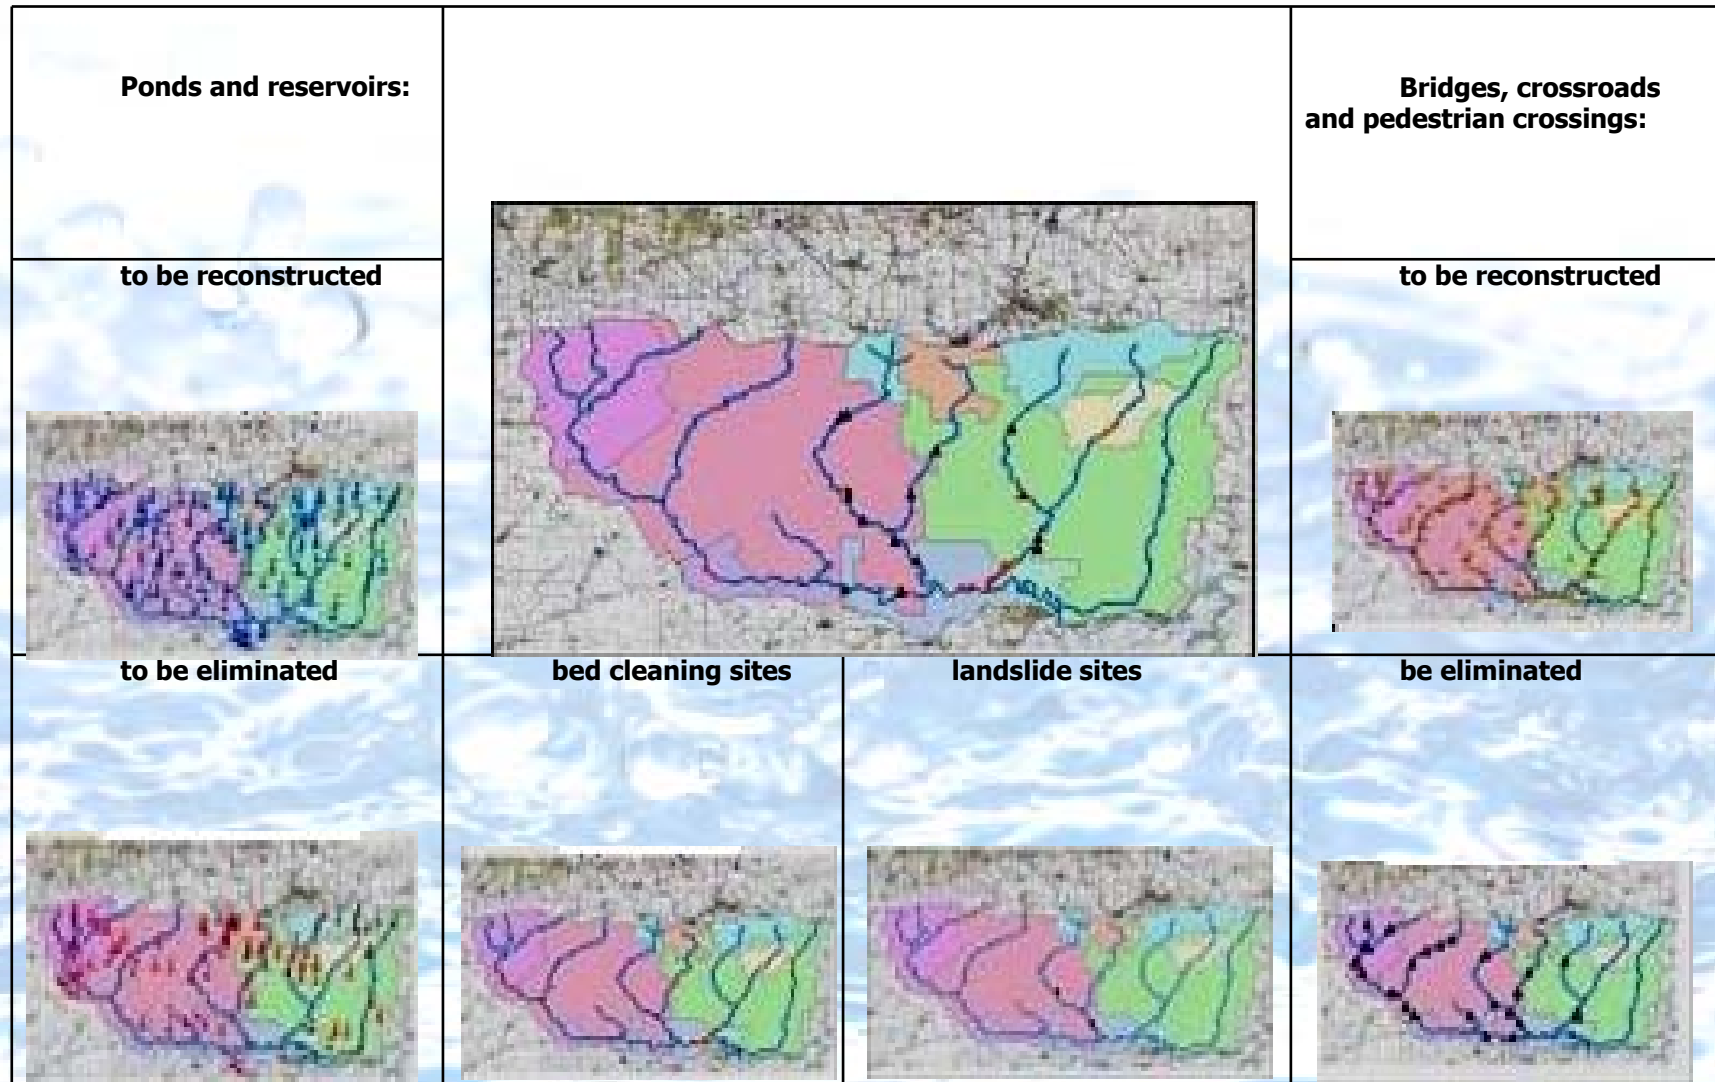 Ponds and reservoirs:
Bridges, crossroads
and pedestrian crossings:
to be reconstructed
to be reconstructed
to be eliminated
bed cleaning sites
landslide sites
be eliminated